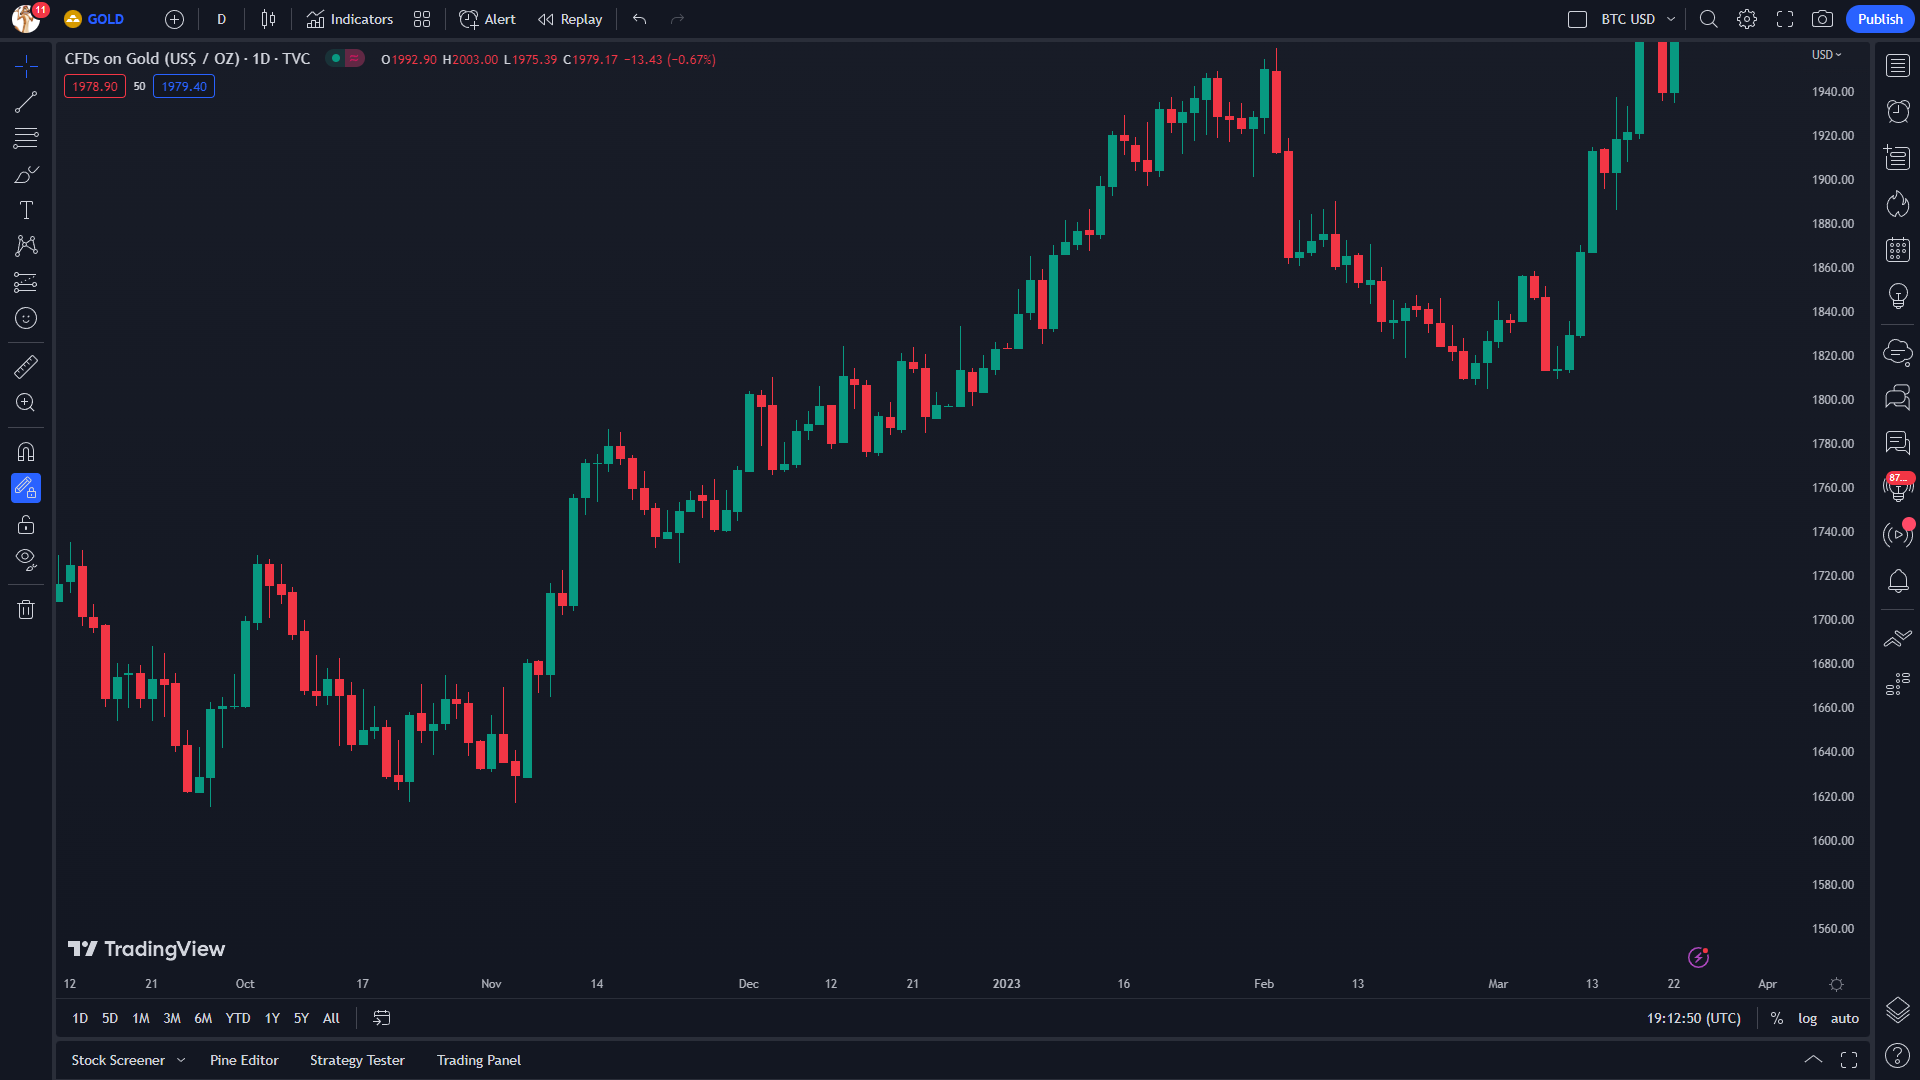 11 GOLD D Indicators Alert Replay BTC USD Publish
CFDs on Gold (US$ / OZ) · 1D · TVC O1992.90 H2003.00 L1975.39 C1979.17 −13.43 (−0.67%)
USD
1978.90 50 1979.40
1940.00
1920.00
1900.00
1880.00
1860.00
1840.00
1820.00
1800.00
1780.00
1760.00
87...
1740.00
1720.00
1700.00
1680.00
1660.00
1640.00
1620.00
1600.00
1580.00
1560.00
TradingView
12 21 Oct 17 Nov 14 Dec 12 21 2023 16 Feb 13 Mar 13 22 Apr
1D 5D 1M 3M 6M YTD 1Y 5Y All 19:12:50 (UTC) % log auto
Stock Screener Pine Editor Strategy Tester Trading Panel